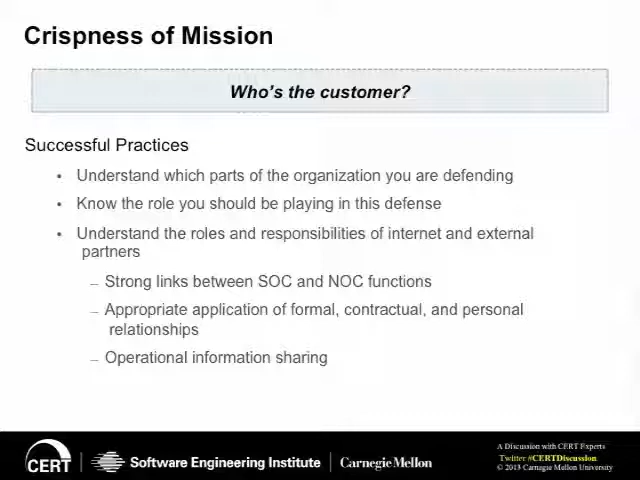 Crispness of Mission
Who's the customer?
Successful Practices
• Understand which parts of the organization you are defending
• Know the role you should be playing in this defense
• Understand the roles and responsibilities of internet and external
partners
– Strong links between SOC and NOC functions
– Appropriate application of formal, contractual, and personal
relationships
– Operational information sharing
CERT
Software Engineering Institute
Carnegie Mellon
A Discussion with CERT Experts
Twitter #CERTDiscussion
© 2013 Carnegie Mellon University